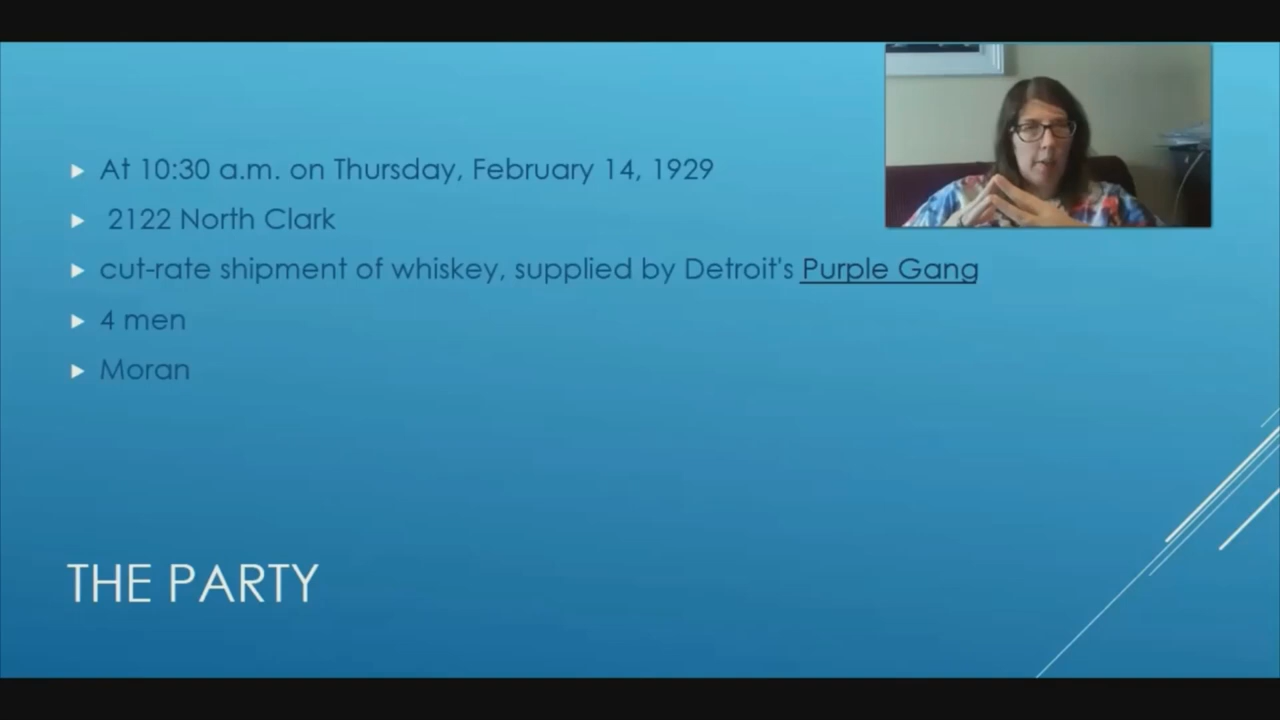 At 10:30 a.m. on Thursday, February 14, 1929
2122 North Clark
cut-rate shipment of whiskey, supplied by Detroit's Purple Gang
4 men
Moran
THE PARTY